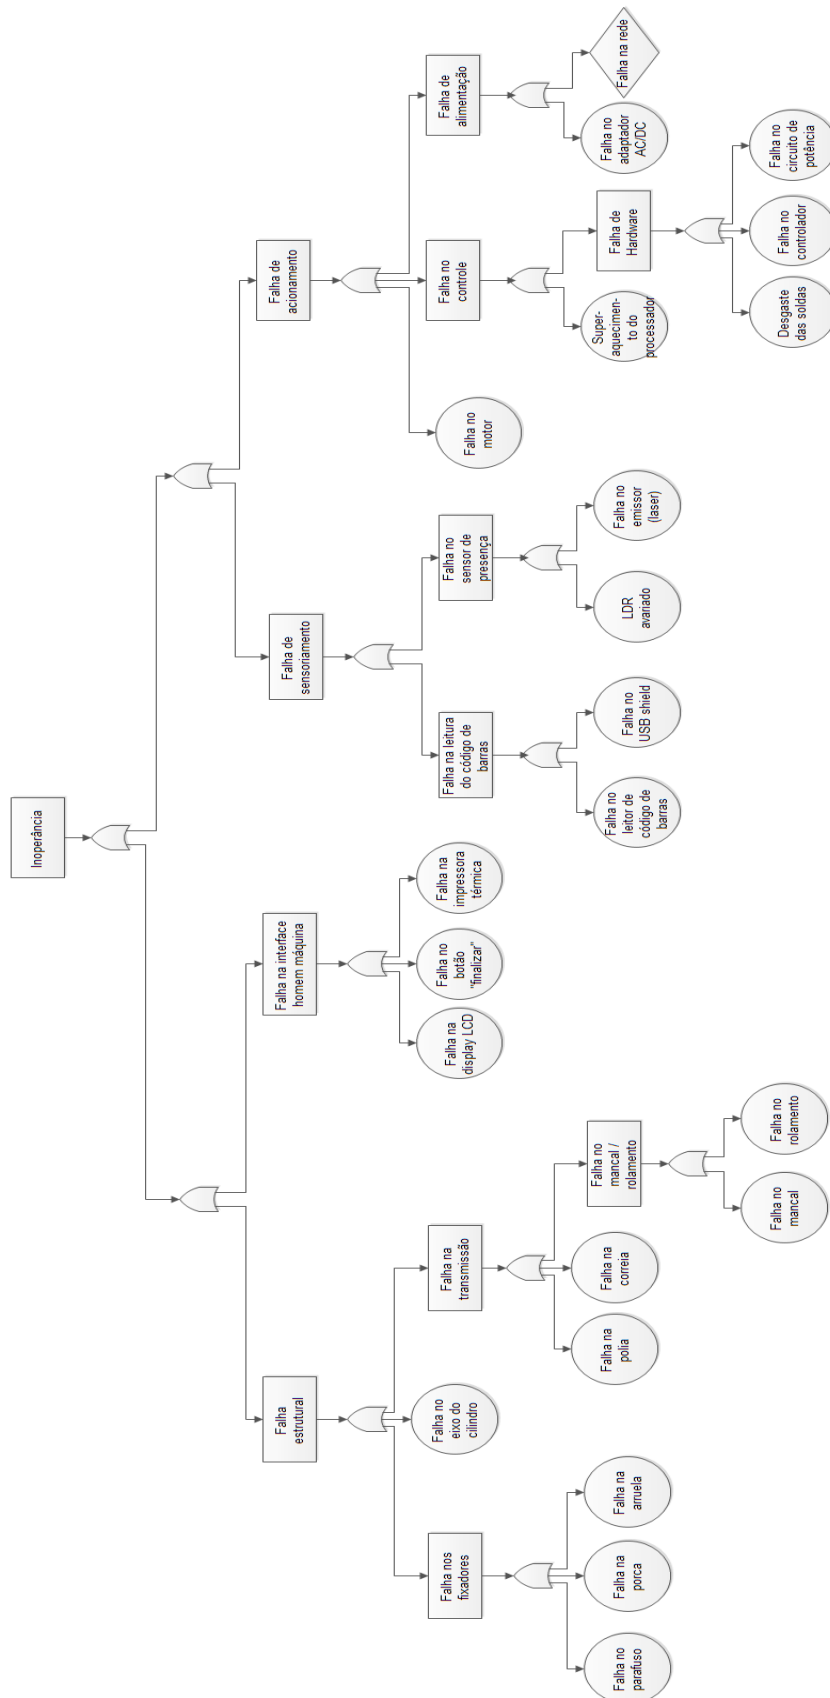 Inoperância
Falha na interface
homem máquina
Falha
estrutural
Falha de
sensoriamento
Falha de
acionamento
Falha nos
fixadores
Falha no
eixo do
cilindro
Falha na
transmissão
Falha na
display LCD
Falha no
botão
"finalizar"
Falha na
impressora
térmica
Falha na leitura
do código de
barras
Falha no
sensor de
presença
Falha no
motor
Falha no
controle
Falha de
alimentação
Falha no
parafuso
Falha na
porca
Falha na
arruela
Falha na
polia
Falha na
correia
Falha no
mancal /
rolamento
Falha no
leitor de
código de
barras
Falha no
USB shield
LDR
avariado
Falha no
emissor
(laser)
Super-
aquecimen-
to do
processador
Falha de
Hardware
Falha no
adaptador
AC/DC
Falha na rede
Falha no
mancal
Falha no
rolamento
Desgaste
das soldas
Falha no
controlador
Falha no
circuito de
potência